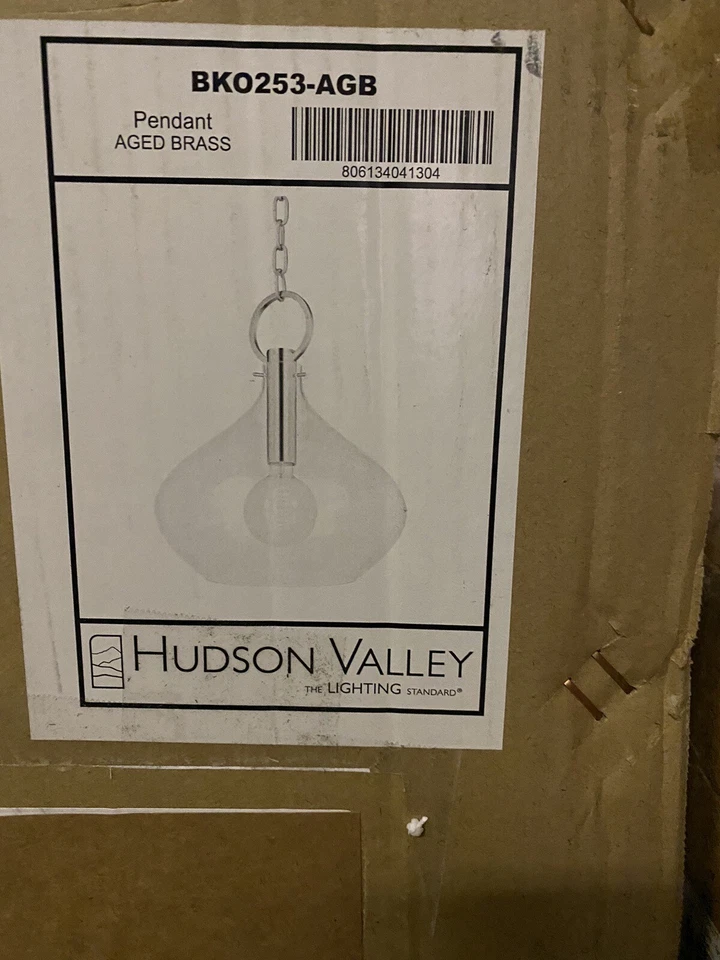 BKO253-AGB
Pendant
AGED BRASS
806134041304
HUDSON VALLEY
THE LIGHTING STANDARD®